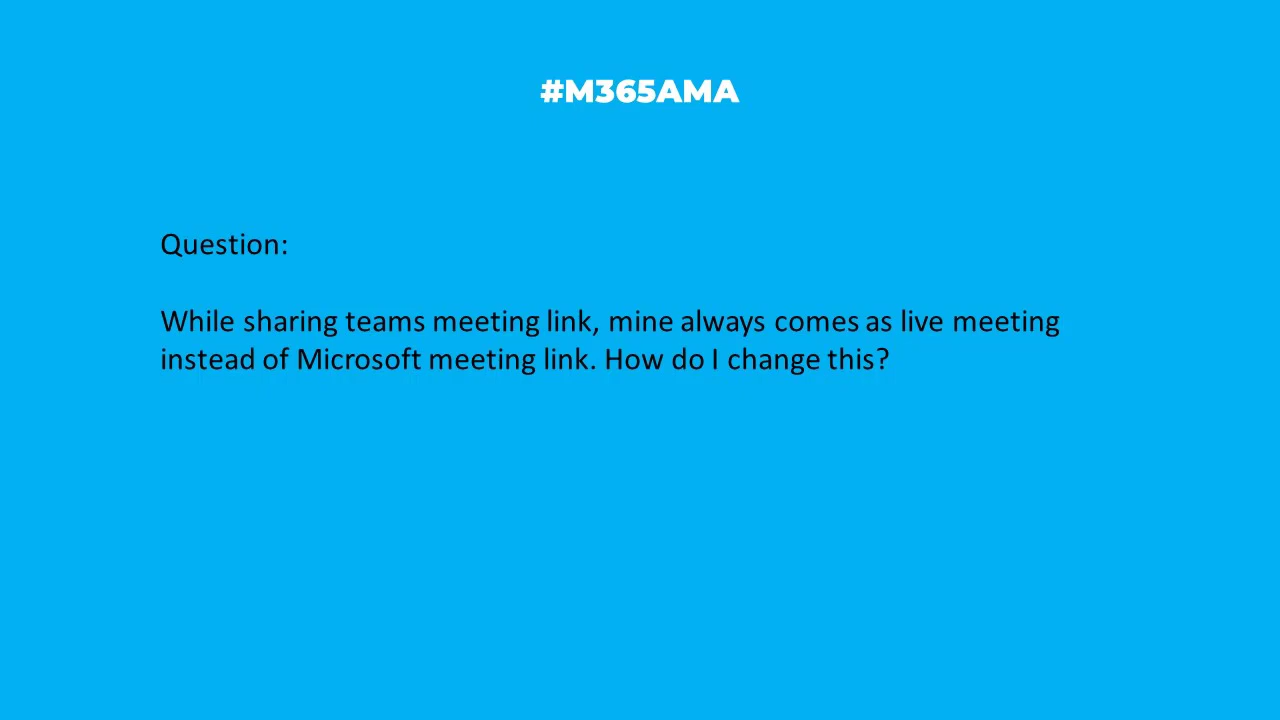 #M365AMA
Question:
While sharing teams meeting link, mine always comes as live meeting
instead of Microsoft meeting link. How do I change this?